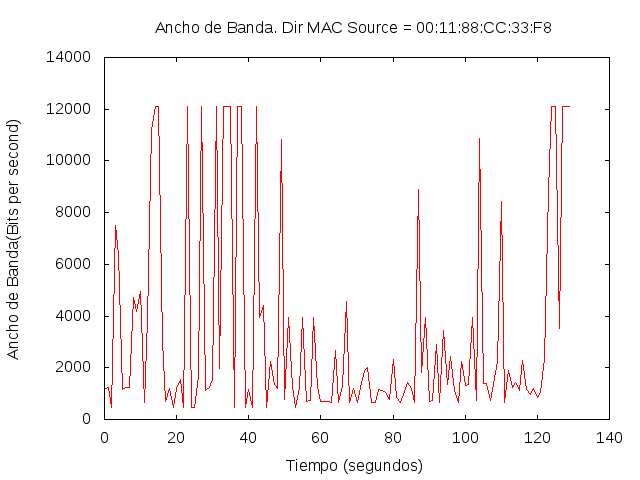 Ancho de Banda. Dir MAC Source = 00:11:88:CC:33:F8
14000
12000
10000
8000
6000
4000
2000
0
Ancho de Banda(Bits per second)
0 20 40 60 80 100 120 140
Tiempo (segundos)